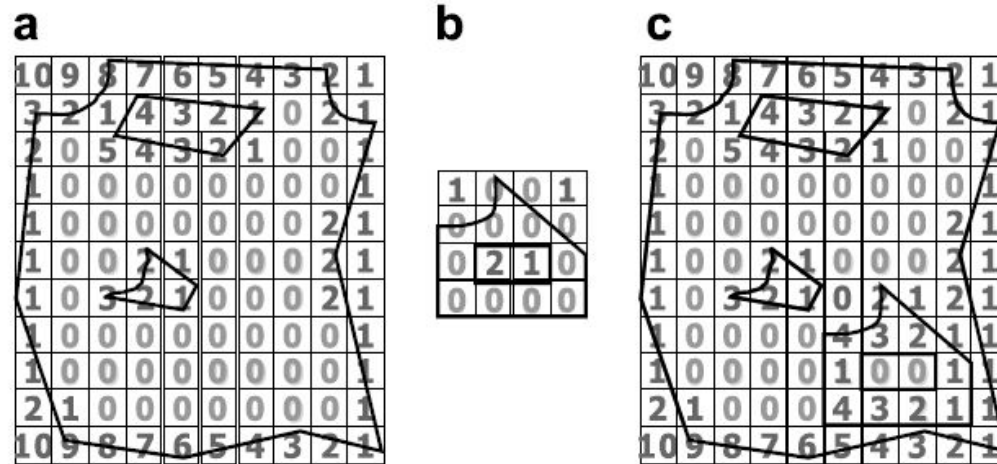 a
10 9 8 7 6 5 4 3 2 1
3 2 1 4 3 2 1 0 2 1
2 0 5 4 3 2 1 0 0 1
1 0 0 0 0 0 0 0 0 1
1 0 0 0 0 0 0 0 2 1
1 0 0 2 1 0 0 0 2 1
1 0 3 2 1 0 0 0 2 1
1 0 0 0 0 0 0 0 0 1
1 0 0 0 0 0 0 0 0 1
2 1 0 0 0 0 0 0 0 1
10 9 8 7 6 5 4 3 2 1
b
1 0 0 1
0 0 0 0
0 2 1 0
0 0 0 0
c
10 9 8 7 6 5 4 3 2 1
3 2 1 4 3 2 1 0 2 1
2 0 5 4 3 2 1 0 0 1
1 0 0 0 0 0 0 0 0 1
1 0 0 0 0 0 0 0 2 1
1 0 0 2 1 0 0 0 2 1
1 0 3 2 1 0 1 2 1
1 0 0 0 0 4 3 2 1 1
1 0 0 0 0 1 0 0 1 1
2 1 0 0 0 4 3 2 1 1
10 9 8 7 6 5 4 3 2 1